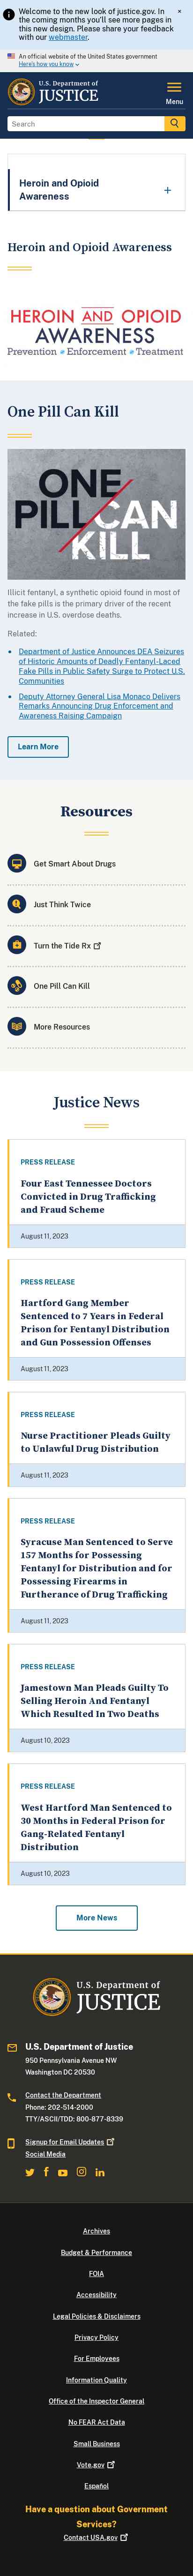 Welcome to the new look of justice.gov. In
the coming months you'll see more pages in
this new design. Please share your feedback
with our webmaster.
×
An official website of the United States government
Here's how you know
U.S. Department of
JUSTICE
Menu
Search
Heroin and Opioid
Awareness
+
Heroin and Opioid Awareness
HEROIN AND OPIOID
AWARENESS
Prevention Enforcement Treatment
One Pill Can Kill
ONE
PILL CAN
KILL
Illicit fentanyl, a synthetic opioid that is found in most of
the fake pills is the primary driver of the recent
increase in U.S. overdose deaths.
Related:
Department of Justice Announces DEA Seizures
of Historic Amounts of Deadly Fentanyl-Laced
Fake Pills in Public Safety Surge to Protect U.S.
Communities
Deputy Attorney General Lisa Monaco Delivers
Remarks Announcing Drug Enforcement and
Awareness Raising Campaign
Learn More
Resources
Get Smart About Drugs
Just Think Twice
Turn the Tide Rx
One Pill Can Kill
More Resources
Justice News
PRESS RELEASE
Four East Tennessee Doctors
Convicted in Drug Trafficking
and Fraud Scheme
August 11, 2023
PRESS RELEASE
Hartford Gang Member
Sentenced to 7 Years in Federal
Prison for Fentanyl Distribution
and Gun Possession Offenses
August 11, 2023
PRESS RELEASE
Nurse Practitioner Pleads Guilty
to Unlawful Drug Distribution
August 11, 2023
PRESS RELEASE
Syracuse Man Sentenced to Serve
157 Months for Possessing
Fentanyl for Distribution and for
Possessing Firearms in
Furtherance of Drug Trafficking
August 11, 2023
PRESS RELEASE
Jamestown Man Pleads Guilty To
Selling Heroin And Fentanyl
Which Resulted In Two Deaths
August 10, 2023
PRESS RELEASE
West Hartford Man Sentenced to
30 Months in Federal Prison for
Gang-Related Fentanyl
Distribution
August 10, 2023
More News
U.S. Department of
JUSTICE
U.S. Department of Justice
950 Pennsylvania Avenue NW
Washington DC 20530
Contact the Department
Phone: 202-514-2000
TTY/ASCII/TDD: 800-877-8339
Signup for Email Updates
Social Media
Archives
Budget & Performance
FOIA
Accessibility
Legal Policies & Disclaimers
Privacy Policy
For Employees
Information Quality
Office of the Inspector General
No FEAR Act Data
Small Business
Vote.gov
Español
Have a question about Government
Services?
Contact USA.gov